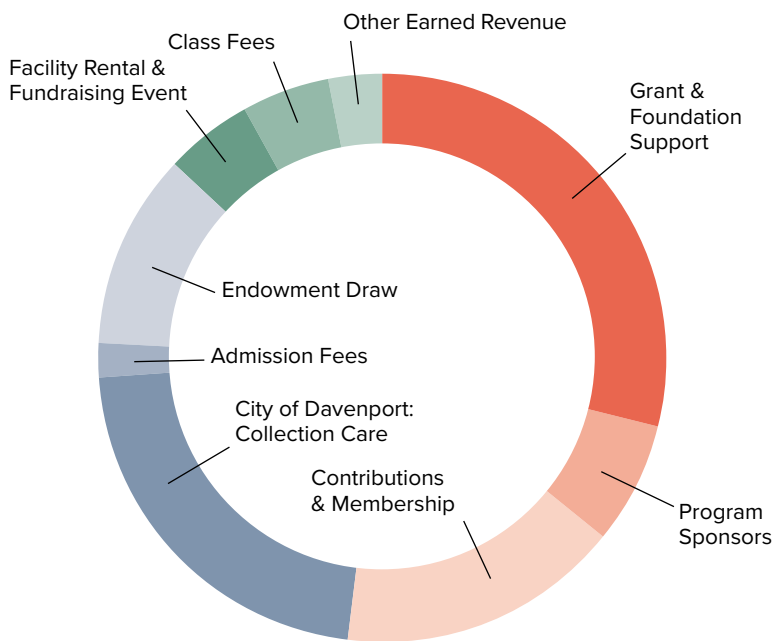 Other Earned Revenue
Class Fees
Facility Rental &
Fundraising Event
Grant &
Foundation
Support
Endowment Draw
Admission Fees
City of Davenport:
Collection Care
Contributions
& Membership
Program
Sponsors